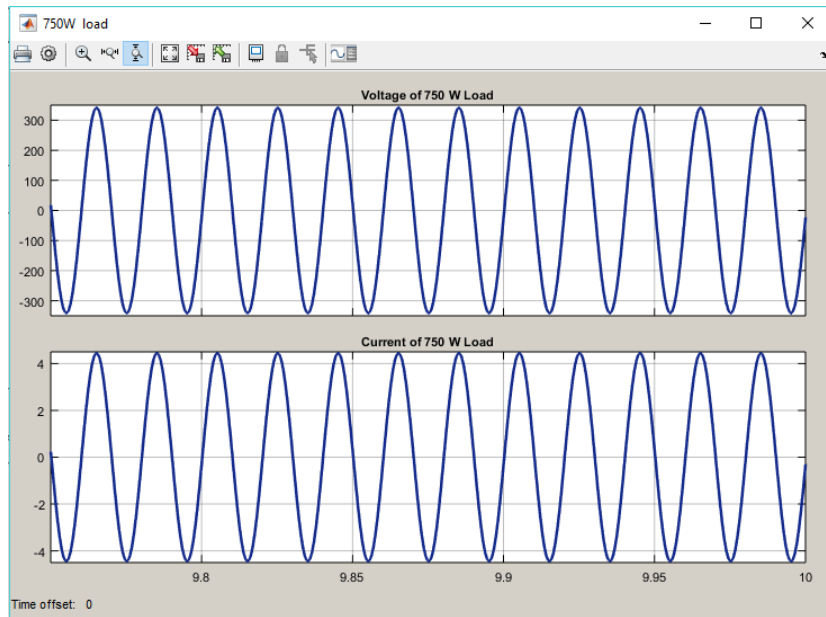 750W load
Voltage of 750 W Load
300
200
100
0
-100
-200
-300
Current of 750 W Load
4
2
0
-2
-4
9.8 9.85 9.9 9.95 10
Time offset: 0